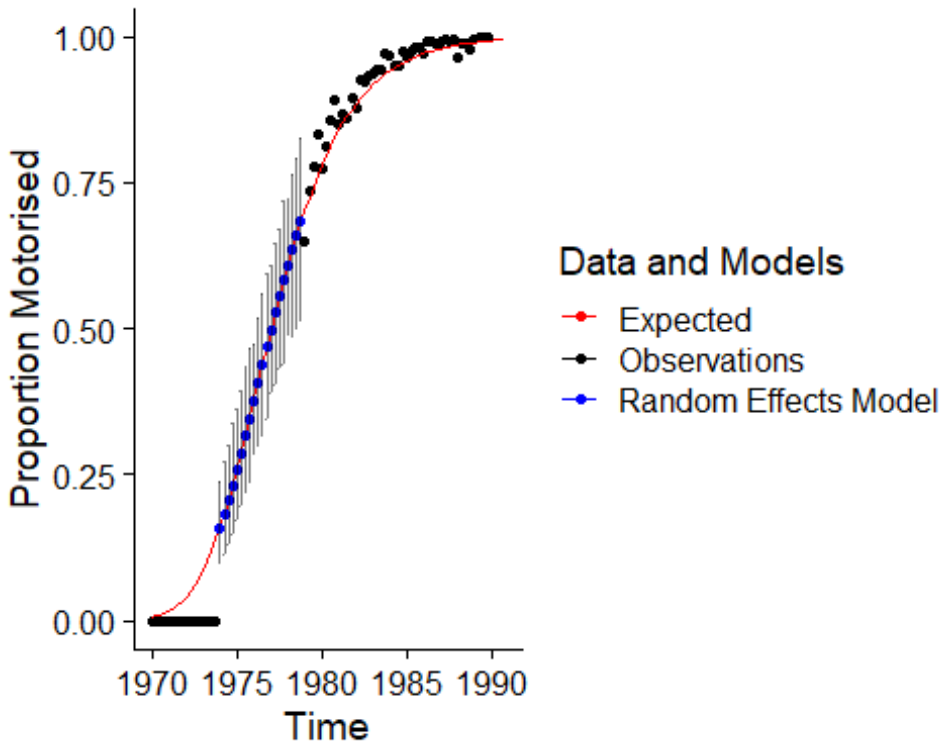 Proportion Motorised
1.00
0.75
0.50
0.25
0.00
1970 1975 1980 1985 1990
Time
Data and Models
Expected
Observations
Random Effects Model